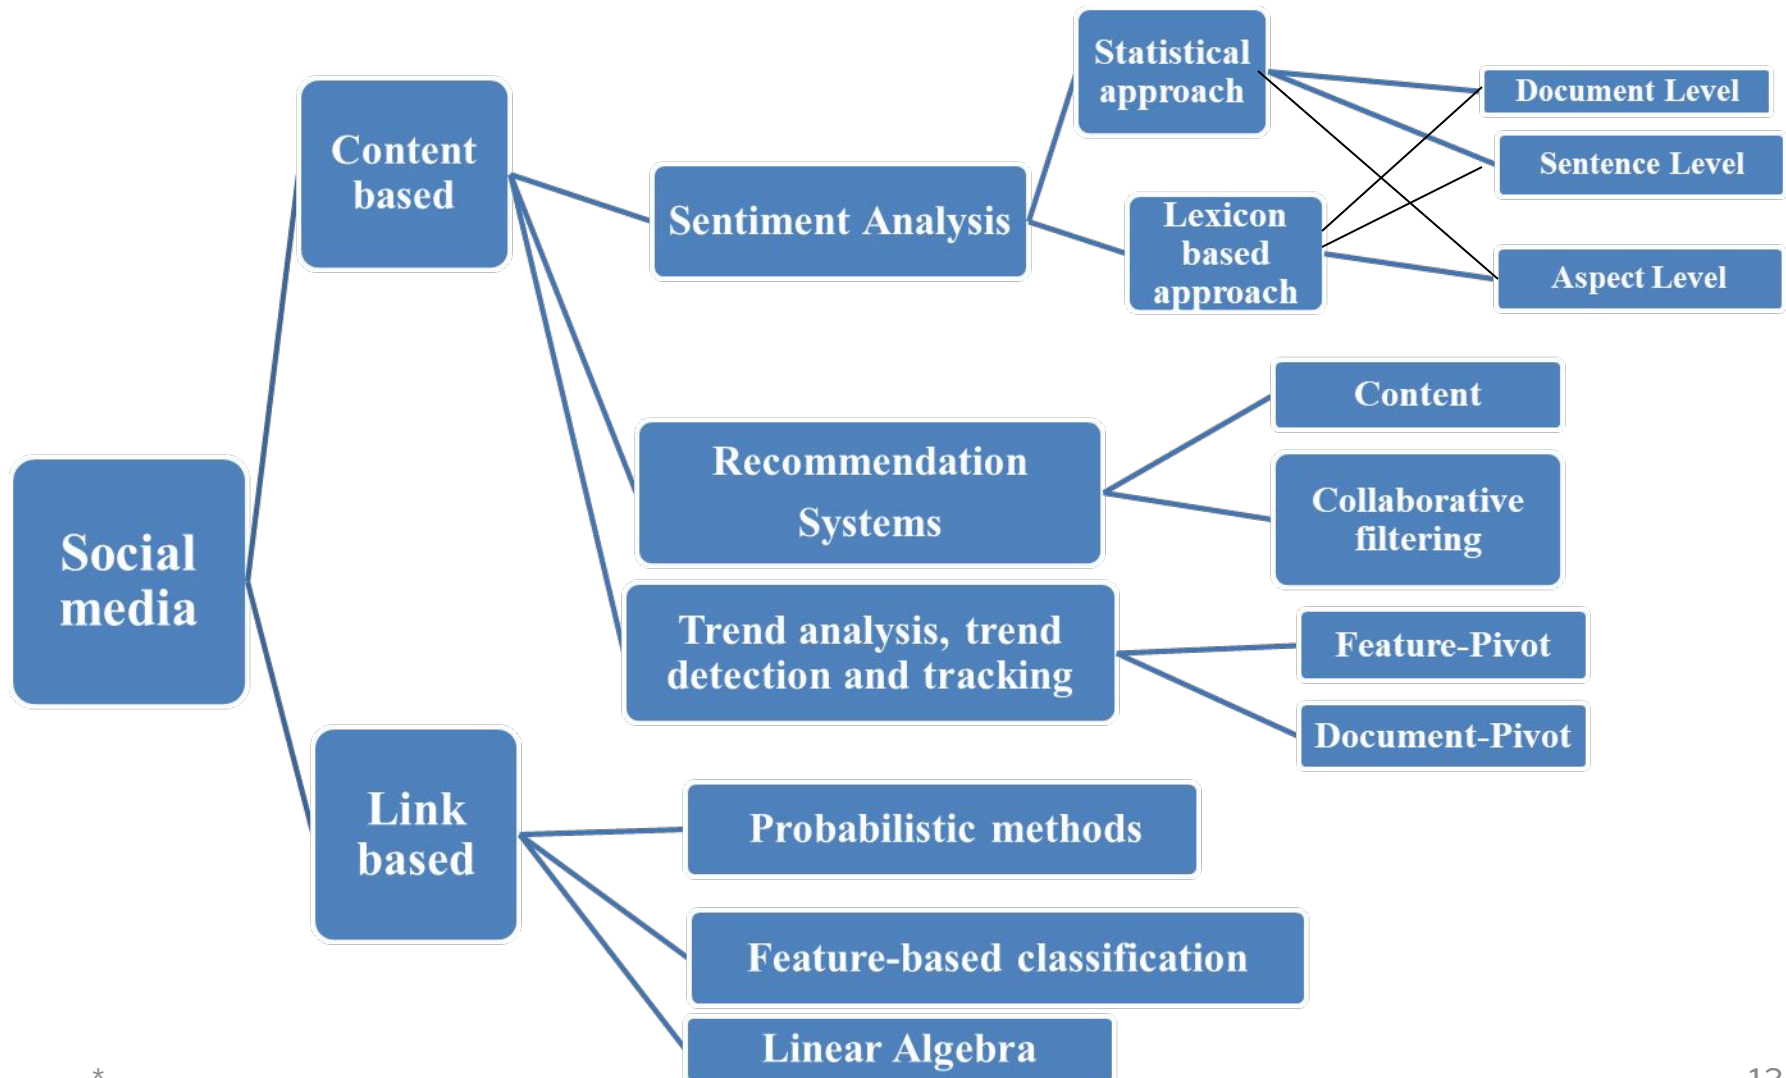 Social
media
Content
based
Sentiment Analysis
Statistical
approach
Document Level
Sentence Level
Lexicon
based
approach
Aspect Level
Recommendation
Systems
Content
Collaborative
filtering
Trend analysis, trend
detection and tracking
Feature-Pivot
Document-Pivot
Link
based
Probabilistic methods
Feature-based classification
Linear Algebra
*